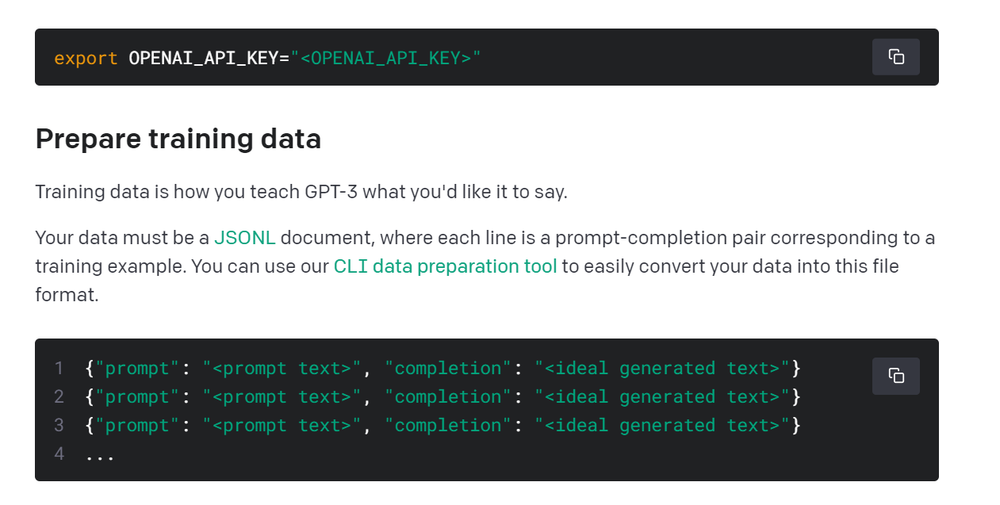 export OPENAI_API_KEY="<OPENAI_API_KEY>"
Prepare training data
Training data is how you teach GPT-3 what you'd like it to say.
Your data must be a JSONL document, where each line is a prompt-completion pair corresponding to a
training example. You can use our CLI data preparation tool to easily convert your data into this file
format.
1 {"prompt": "<prompt text>", "completion": "<ideal generated text>"}
2 {"prompt": "<prompt text>", "completion": "<ideal generated text>"}
3 {"prompt": "<prompt text>", "completion": "<ideal generated text>"}
4 ...